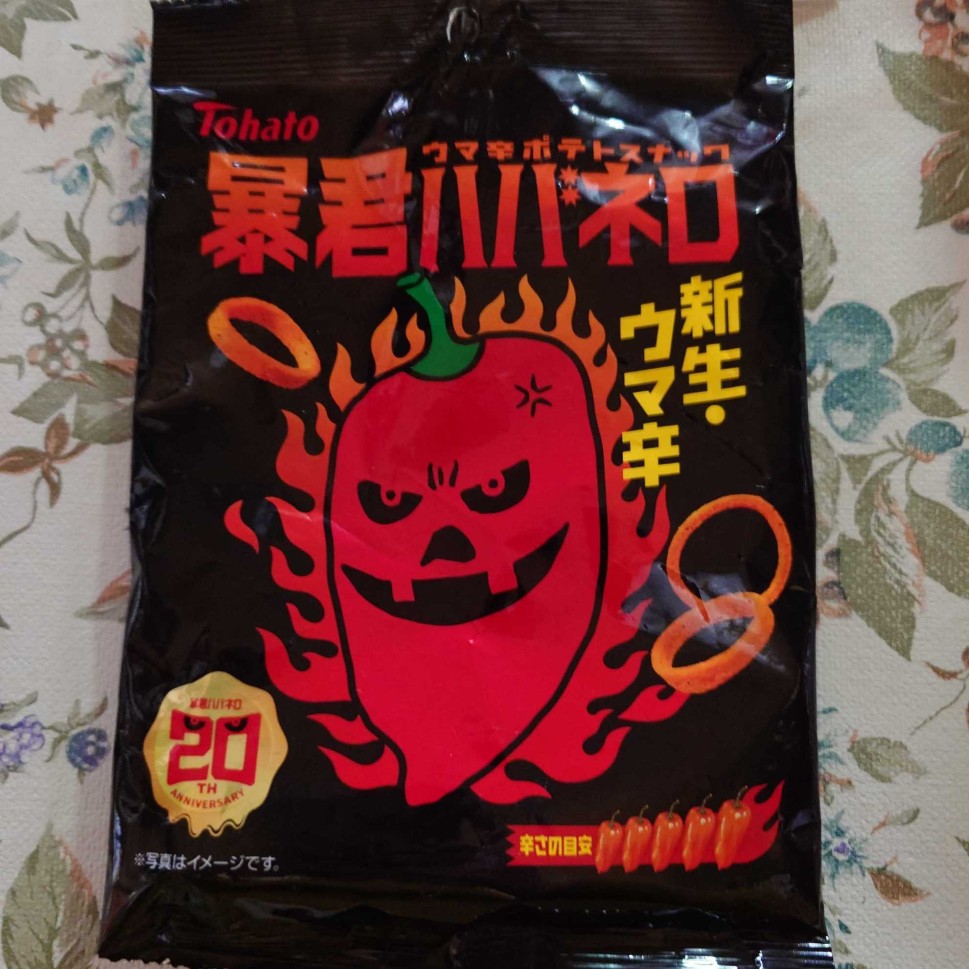 Tohato
ウマ辛ポテトスナック
暴君ハバネロ
新生・
ウマ辛
暴君ハバネロ
20
TH
ANNIVERSARY
辛さの目安
※写真はイメージです。